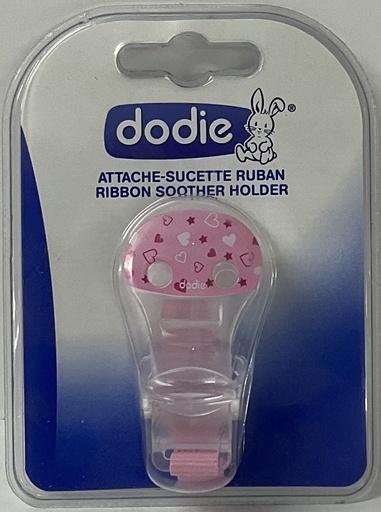 dodie®
ATTACHE-SUCETTE RUBAN
RIBBON SOOTHER HOLDER
dodie